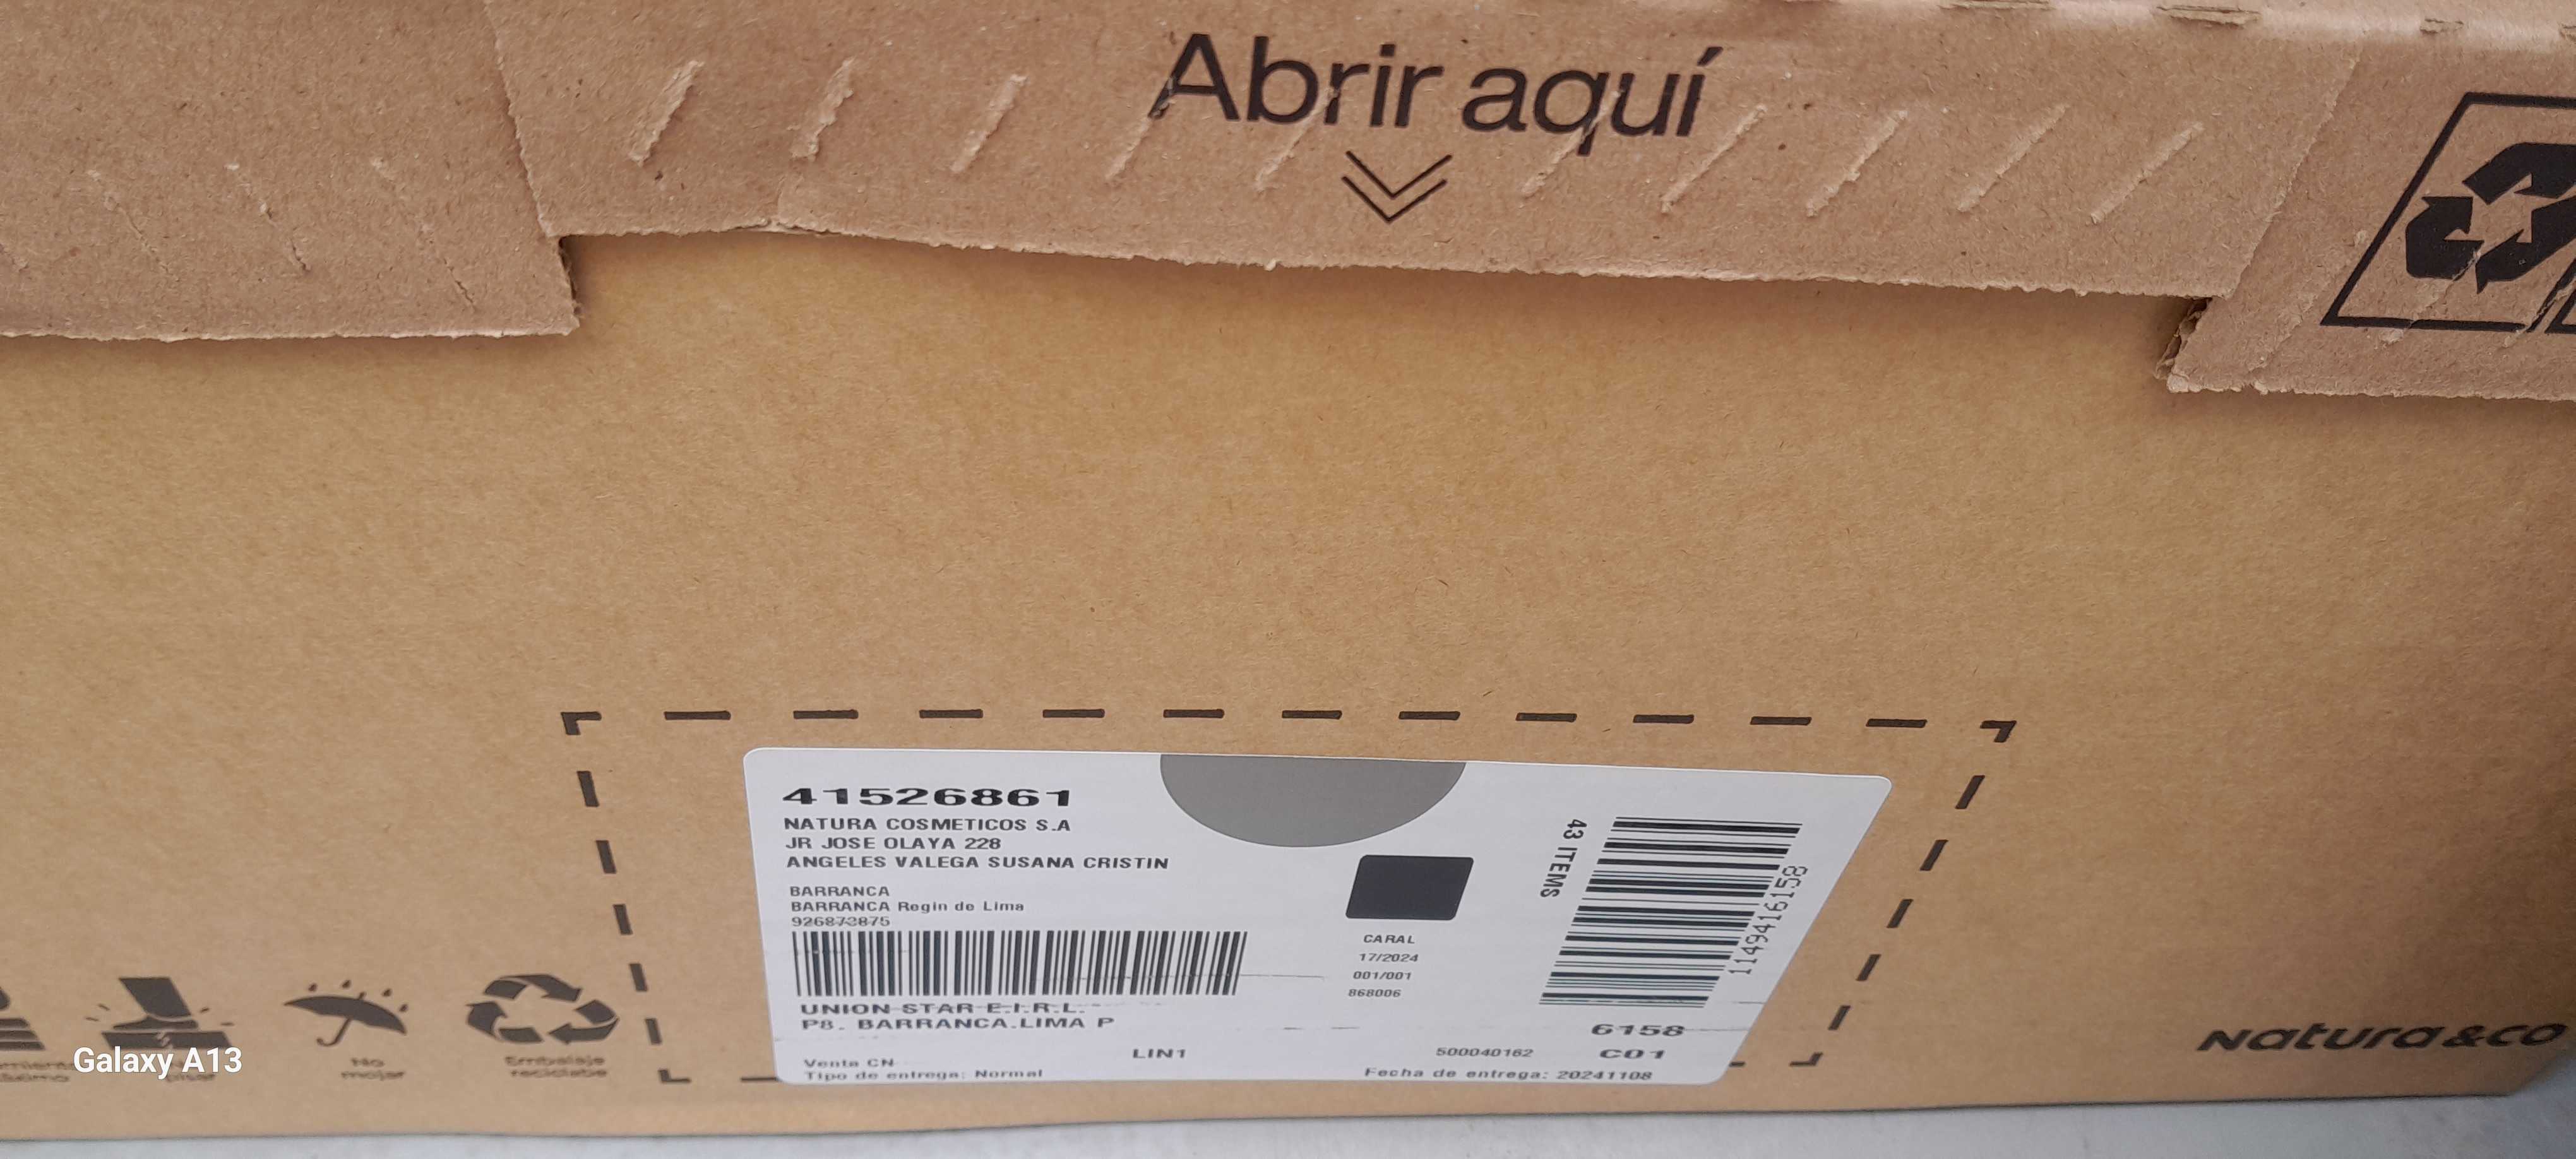 Abrir aquí
41526861
NATURA COSMETICOS S.A
JR JOSE OLAYA 228
ANGELES VALEGA SUSANA CRISTIN
BARRANCA
BARRANCA Regin de Lima
926873875
UNION STAR E.I.R.L.
P8. BARRANCA.LIMA P
Venta CN
Tipo de entrega: Normal
LIN1
CARAL
17/2024
001/001
868006
43 ITEMS
1149416158
6158
500040162
C01
Fecha de entrega: 20241108
No
mojar
Embalaje
reciclable
pisar
natura&co
Galaxy A13